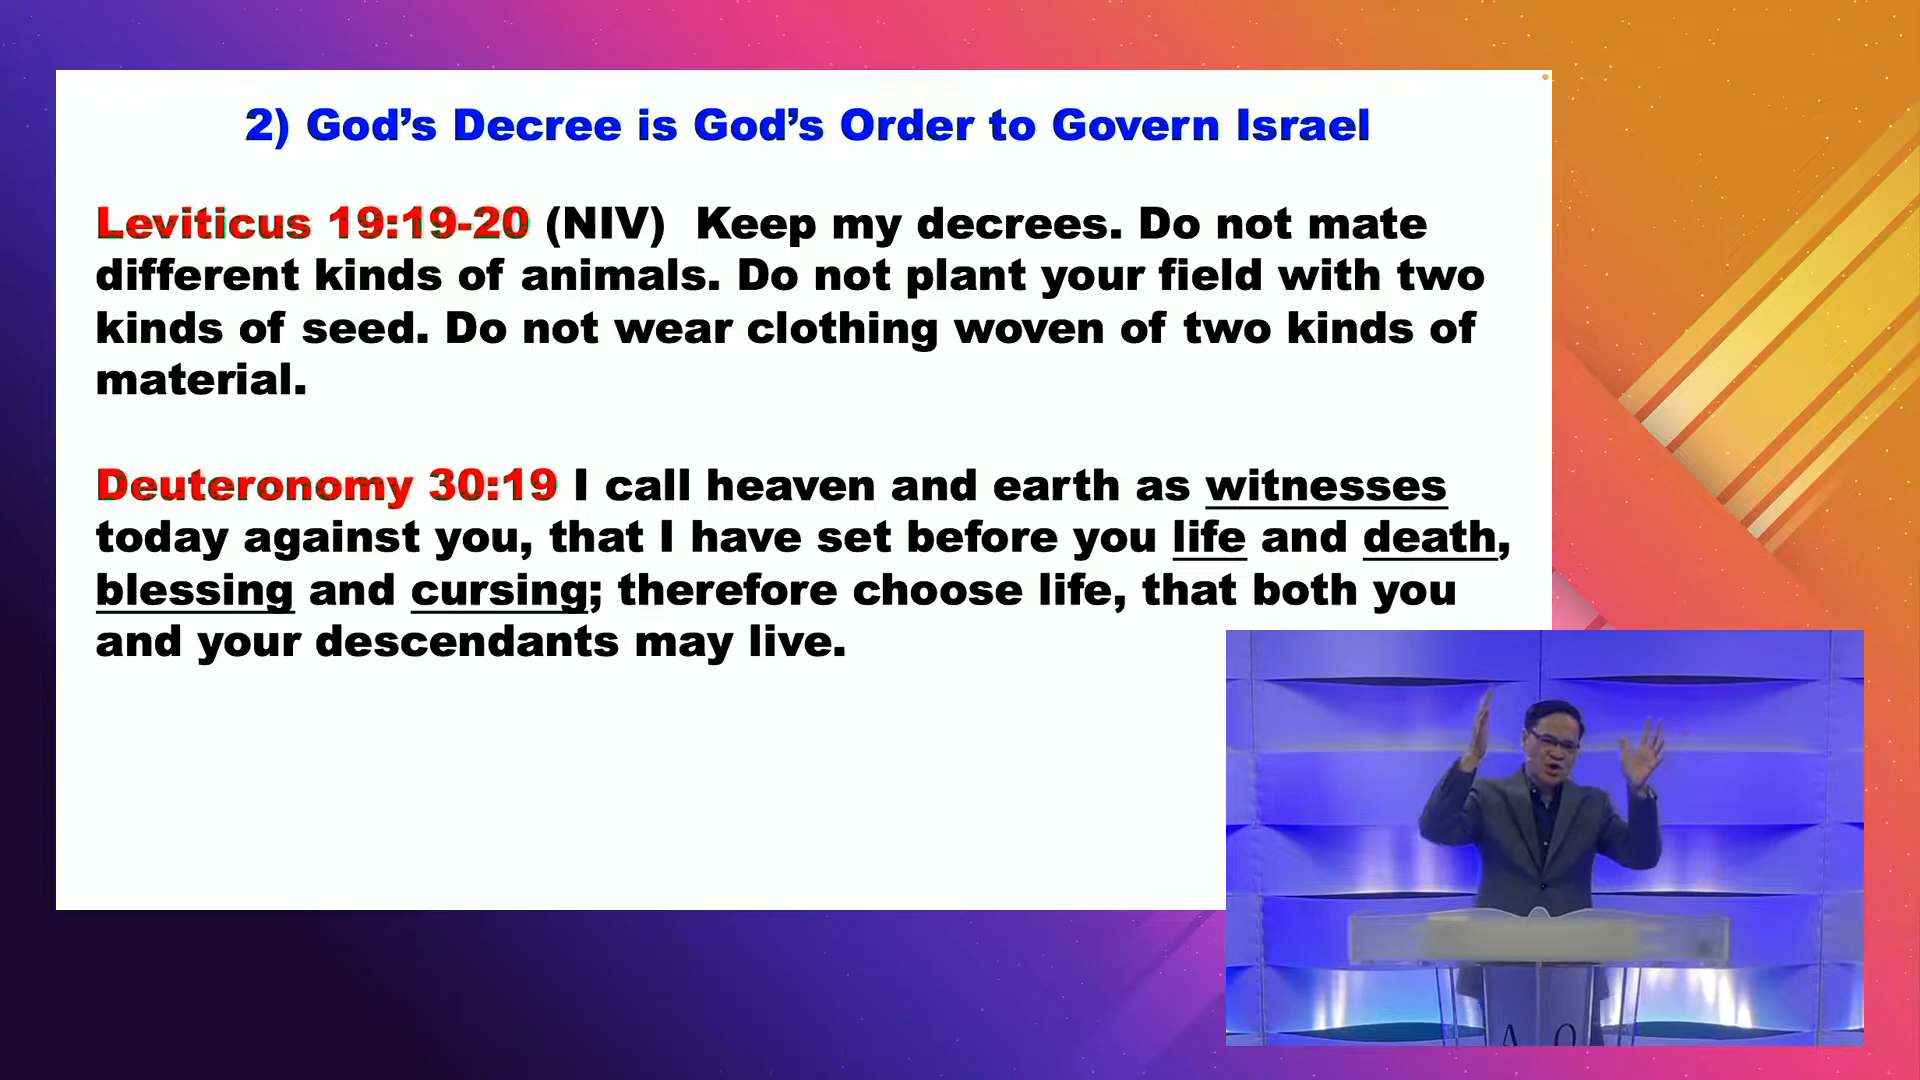 2) God’s Decree is God’s Order to Govern Israel
Leviticus 19:19-20 (NIV)  Keep my decrees. Do not mate
different kinds of animals. Do not plant your field with two
kinds of seed. Do not wear clothing woven of two kinds of
material.
Deuteronomy 30:19 I call heaven and earth as witnesses
today against you, that I have set before you life and death,
blessing and cursing; therefore choose life, that both you
and your descendants may live.